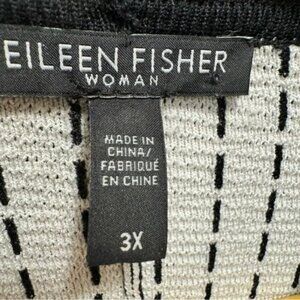 EILEEN FISHER
WOMAN
MADE IN
CHINA/
FABRIQUÉ
EN CHINE
3X